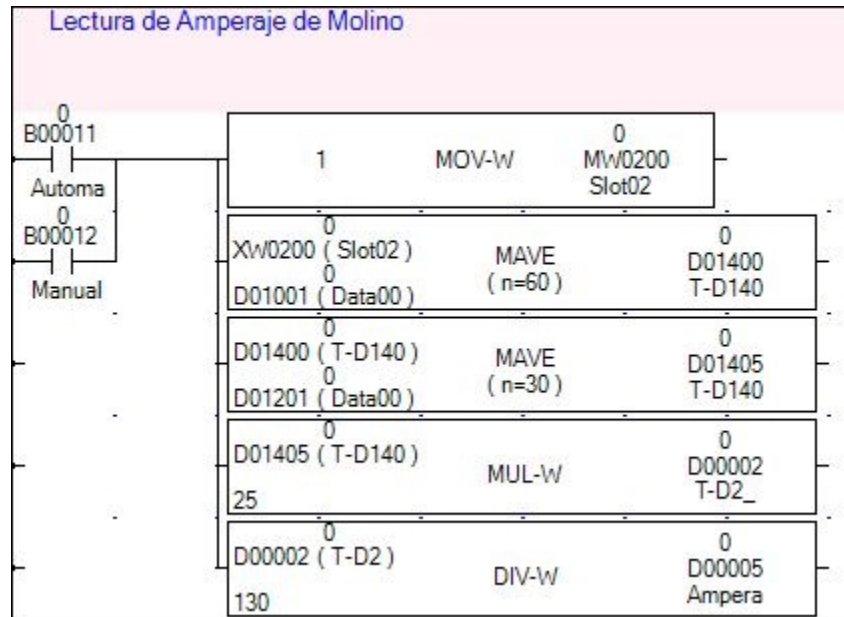 Lectura de Amperaje de Molino
0
B00011
Automa
0
B00012
Manual
1 MOV-W 0
MW0200
Slot02
0
XW0200 ( Slot02 )
0
D01001 ( Data00 )
MAVE
( n=60 )
0
D01400
T-D140
0
D01400 ( T-D140 )
0
D01201 ( Data00 )
MAVE
( n=30 )
0
D01405
T-D140
0
D01405 ( T-D140 )
25
MUL-W
0
D00002
T-D2_
0
D00002 ( T-D2 )
130
DIV-W
0
D00005
Ampera